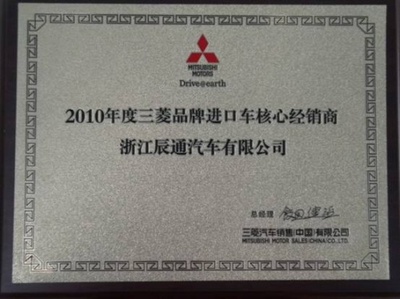 MITSUBISHI
MOTORS
Drive@earth
2010年度三菱品牌进口车核心经销商
浙江辰通汽车有限公司
总经理
三菱汽车销售(中国)有限公司
MITSUBISHI MOTOR SALES(CHINA)CO.,LTD.